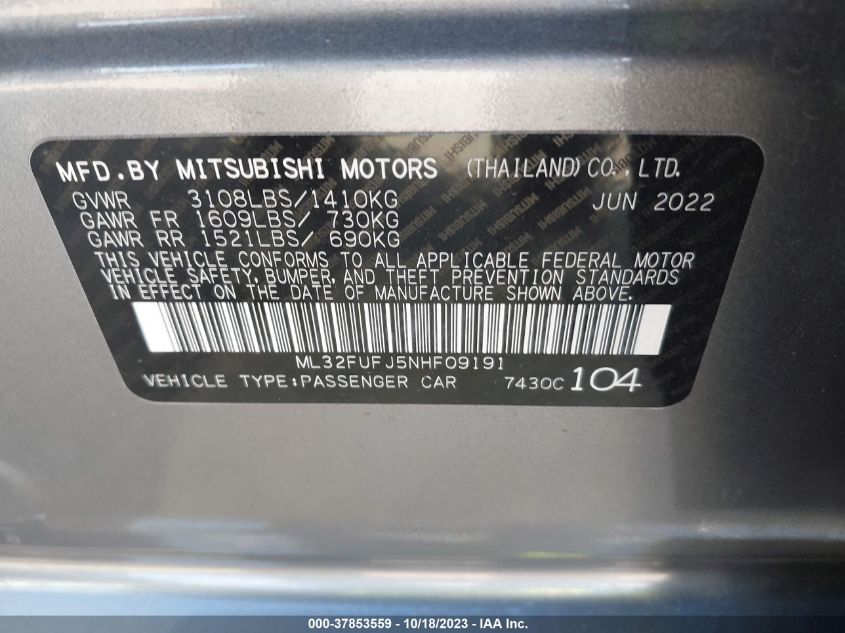 MFD.BY MITSUBISHI MOTORS (THAILAND) CO., LTD.
GVWR 3108LBS/1410KG JUN 2022
GAWR FR 1609LBS/ 730KG
GAWR RR 1521LBS/ 690KG
THIS VEHICLE CONFORMS TO ALL APPLICABLE FEDERAL MOTOR
VEHICLE SAFETY, BUMPER, AND THEFT PREVENTION STANDARDS
IN EFFECT ON THE DATE OF MANUFACTURE SHOWN ABOVE.
ML32FUFJ5NHF09191
VEHICLE TYPE:PASSENGER CAR 7430C 104
000-37853559 - 10/18/2023 - IAA Inc.